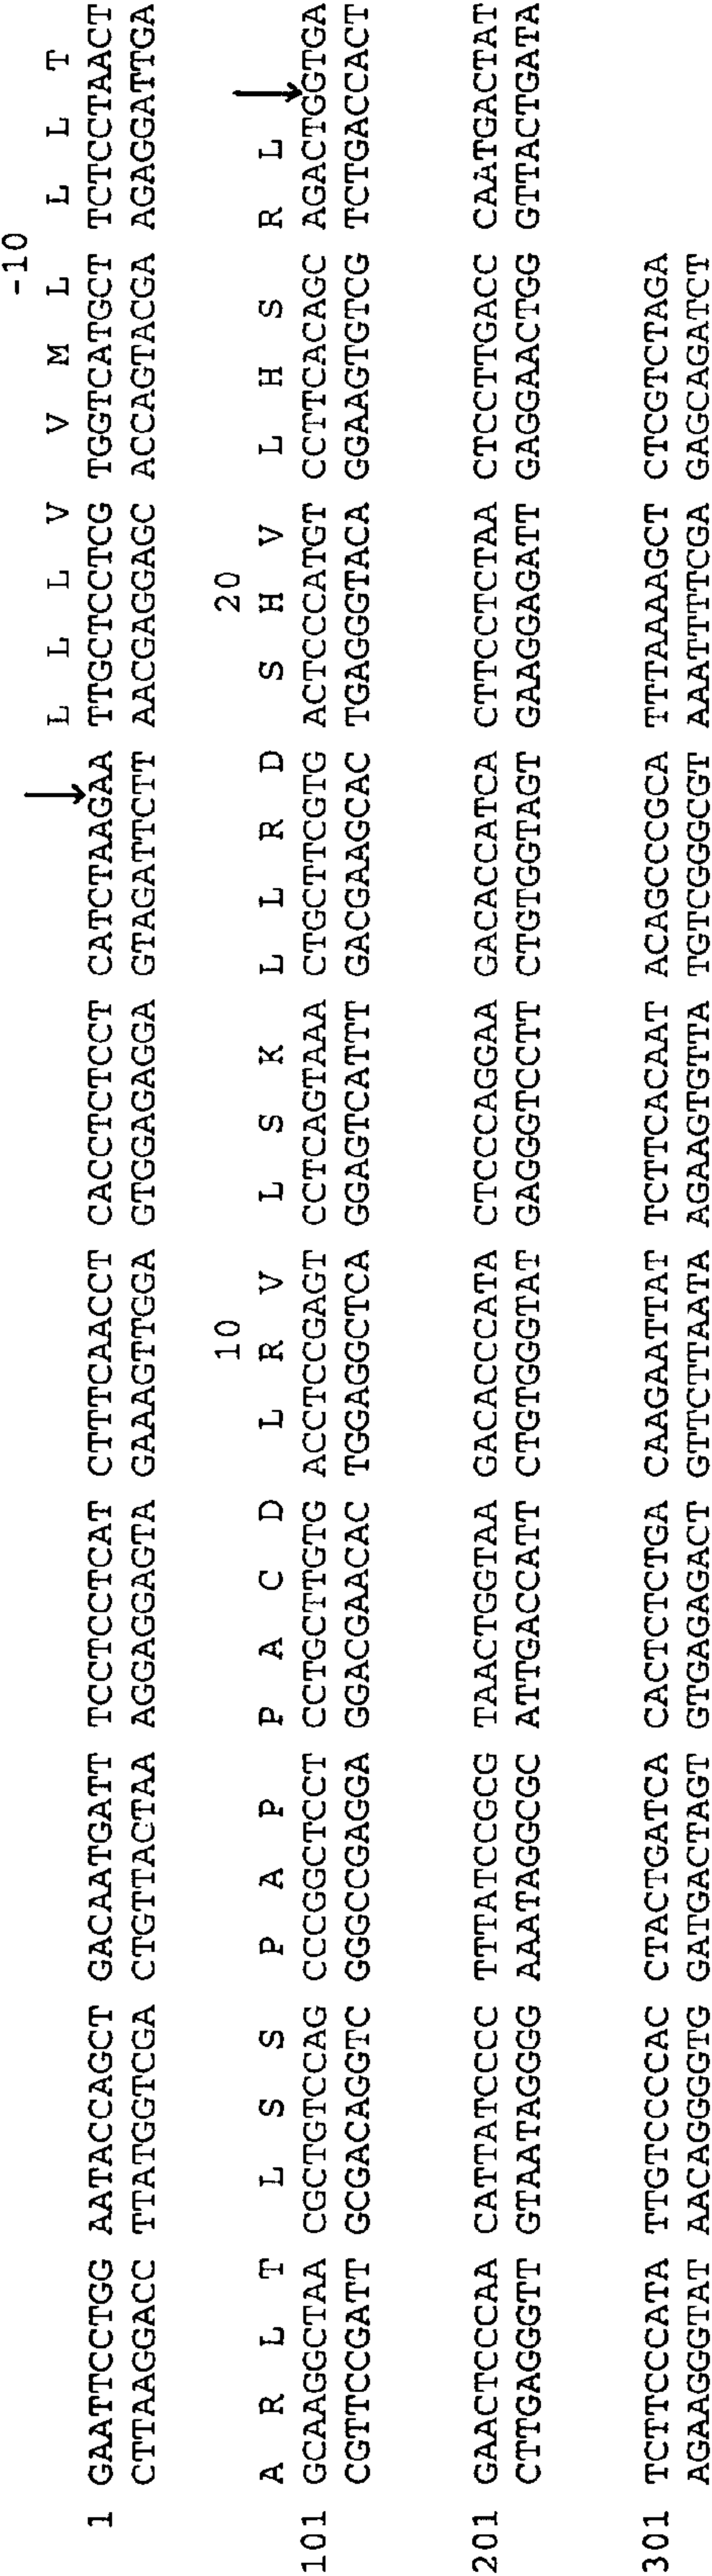 -10
L L L V V M L L L T
1 GAATTCCTGG AATACCAGCT GACAATGATT TCCTCCTCAT CTTTCAACCT CACCTCTCCT CATCTAAGAA TTGCTCCTCG TGGTCATGCT TCTCCTAACT
CTTAAGGACC TTATGGTCGA CTGTTACTAA AGGAGGAGTA GAAAGTTGGA GTGGAGAGGA GTAGATTCTT AACGAGGAGC ACCAGTACGA AGAGGATTGA
10 20
A R L T L S S P A P P A C D L R V L S K L L R D S H V L H S R L
101 GCAAGGCTAA CGCTGTCCAG CCCGGCTCCT CCTGCTTGTG ACCTCCGAGT CCTCAGTAAA CTGCTTCGTG ACTCCCATGT CCTTCACAGC AGACTGGTGA
CGTTCCGATT GCGACAGGTC GGGCCGAGGA GGACGAACAC TGGAGGCTCA GGAGTCATTT GACGAAGCAC TGAGGGTACA GGAAGTGTCG TCTGACCACT
201 GAACTCCCAA CATTATCCCC TTTATCCGCG TAACTGGTAA GACACCCATA CTCCCAGGAA GACACCATCA CTTCCTCTAA CTCCTTGACC CAATGACTAT
CTTGAGGGTT GTAATAGGGG AAATAGGCGC ATTGACCATT CTGTGGGTAT GAGGGTCCTT CTGTGGTAGT GAAGGAGATT GAGGAACTGG GTTACTGATA
301 TCTTCCCATA TTGTCCCCAC CTACTGATCA CACTCTCTGA CAAGAATTAT TCTTCACAAT ACAGCCCGCA TTTAAAAGCT CTCGTCTAGA
AGAAGGGTAT AACAGGGGTG GATGACTAGT GTGAGAGACT GTTCTTAATA AGAAGTGTTA TGTCGGGCGT AAATTTTCGA GAGCAGATCT